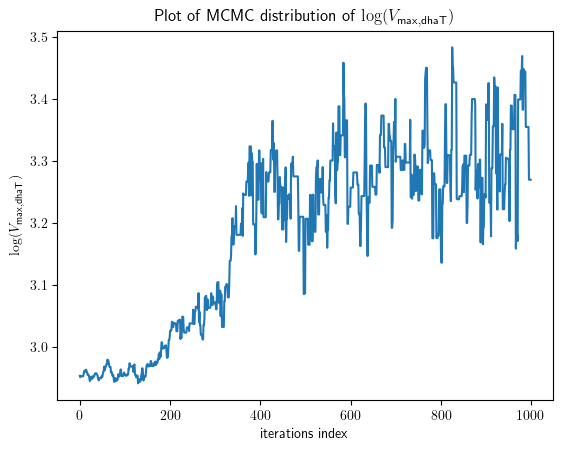 Plot of MCMC distribution of log(V_max,dhaT)
log(V_max,dhaT)
3.5
3.4
3.3
3.2
3.1
3.0
0 200 400 600 800 1000
iterations index